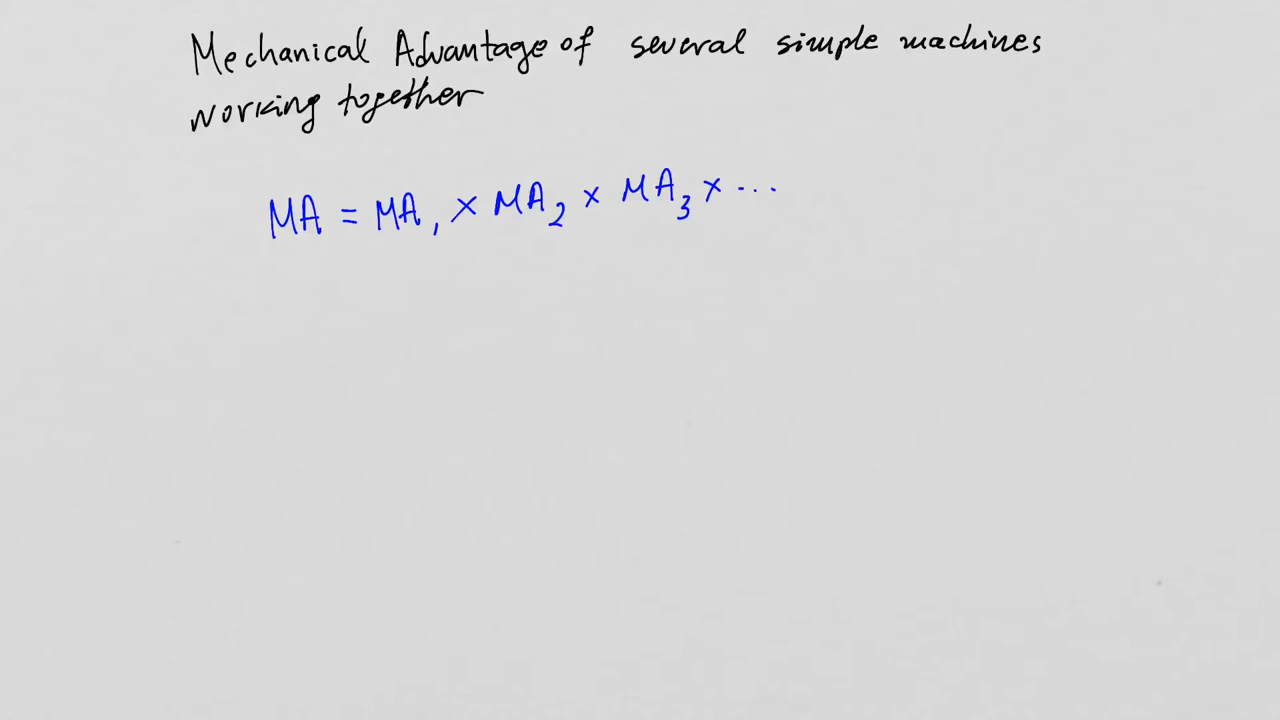 Mechanical Advantage of several simple machines
working together
MA = MA₁ × MA₂ × MA₃ × ...